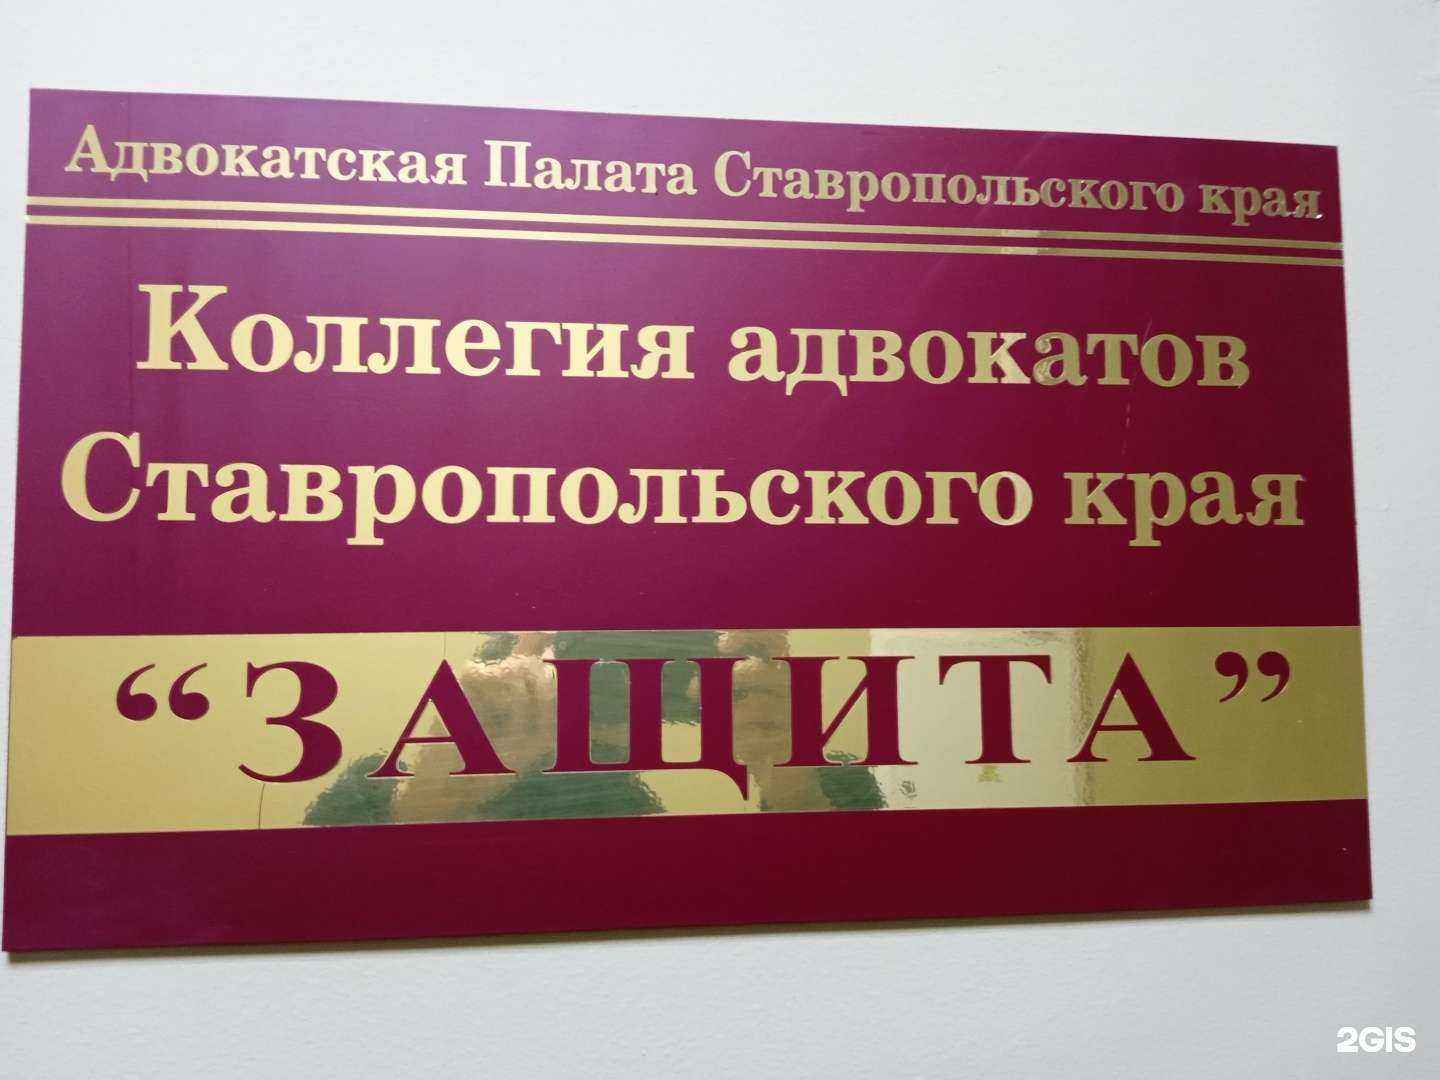 Адвокатская Палата Ставропольского края
Коллегия адвокатов
Ставропольского края
“ЗАЩИТА”
2GIS